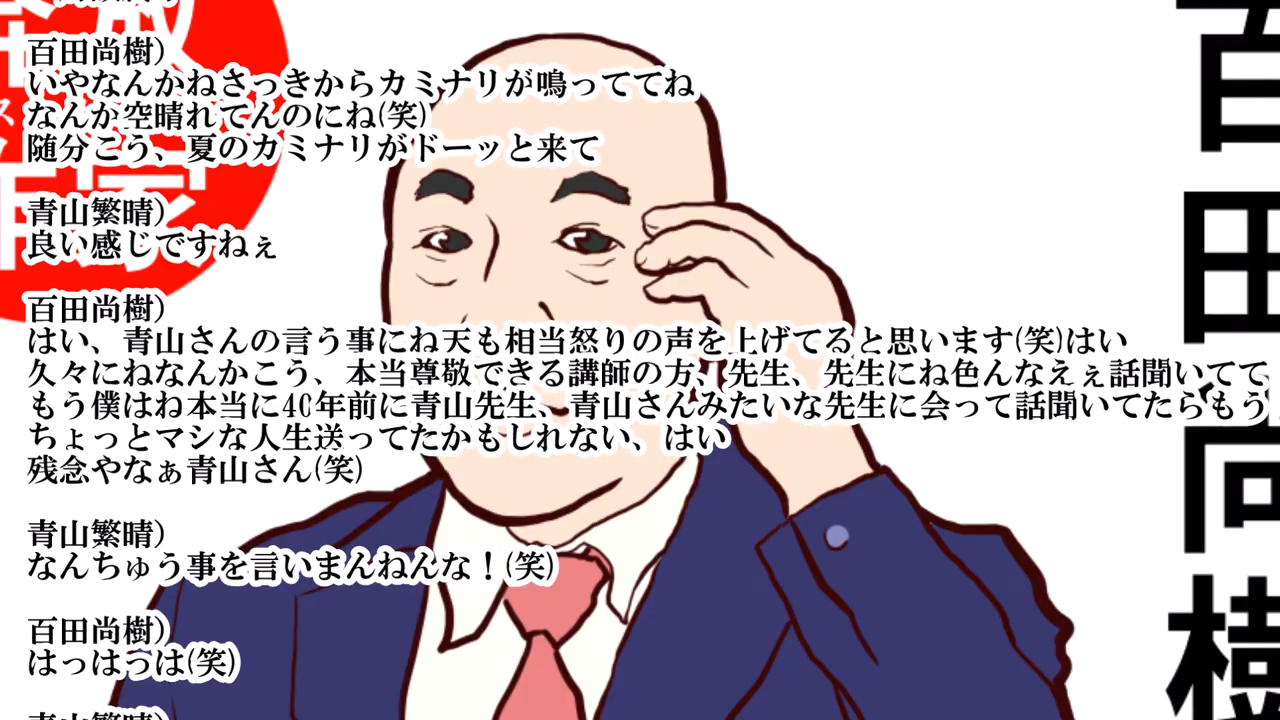 百田尚樹)
いやなんかねさっきからカミナリが鳴っててね
なんか空晴れてんのにね(笑)
随分こう、夏のカミナリがドーッと来て
青山繁晴)
良い感じですねぇ
百田尚樹)
はい、青山さんの言う事にね天も相当怒りの声を上げてると思います(笑)はい
久々にねなんかこう、本当尊敬できる講師の方、先生、先生にね色んなえぇ話聞いてて
もう僕はね本当に40年前に青山先生、青山さんみたいな先生に会って話聞いてたらもう
ちょっとマシな人生送ってたかもしれない、はい
残念やなぁ青山さん(笑)
青山繁晴)
なんちゅう事を言いまんねんな！(笑)
百田尚樹)
はっはっは(笑)
青山繁晴)
百田尚樹